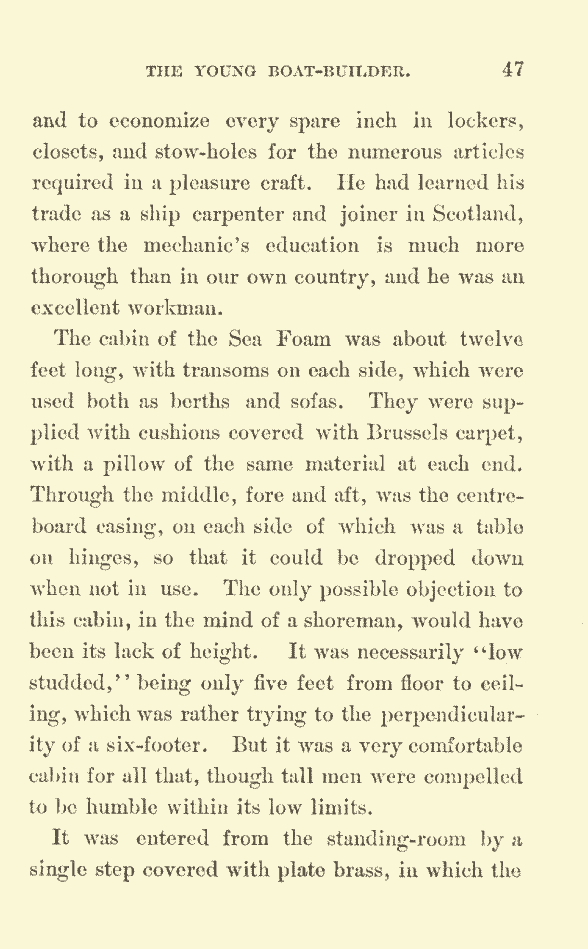 THE YOUNG BOAT-BUILDER. 47
and to economize every spare inch in lockers,
closets, and stow-holes for the numerous articles
required in a pleasure craft. He had learned his
trade as a ship carpenter and joiner in Scotland,
where the mechanic's education is much more
thorough than in our own country, and he was an
excellent workman.
The cabin of the Sea Foam was about twelve
feet long, with transoms on each side, which were
used both as berths and sofas. They were sup-
plied with cushions covered with Brussels carpet,
with a pillow of the same material at each end.
Through the middle, fore and aft, was the centre-
board casing, on each side of which was a table
on hinges, so that it could be dropped down
when not in use. The only possible objection to
this cabin, in the mind of a shoreman, would have
been its lack of height. It was necessarily "low
studded," being only five feet from floor to ceil-
ing, which was rather trying to the perpendicular-
ity of a six-footer. But it was a very comfortable
cabin for all that, though tall men were compelled
to be humble within its low limits.
It was entered from the standing-room by a
single step covered with plate brass, in which the